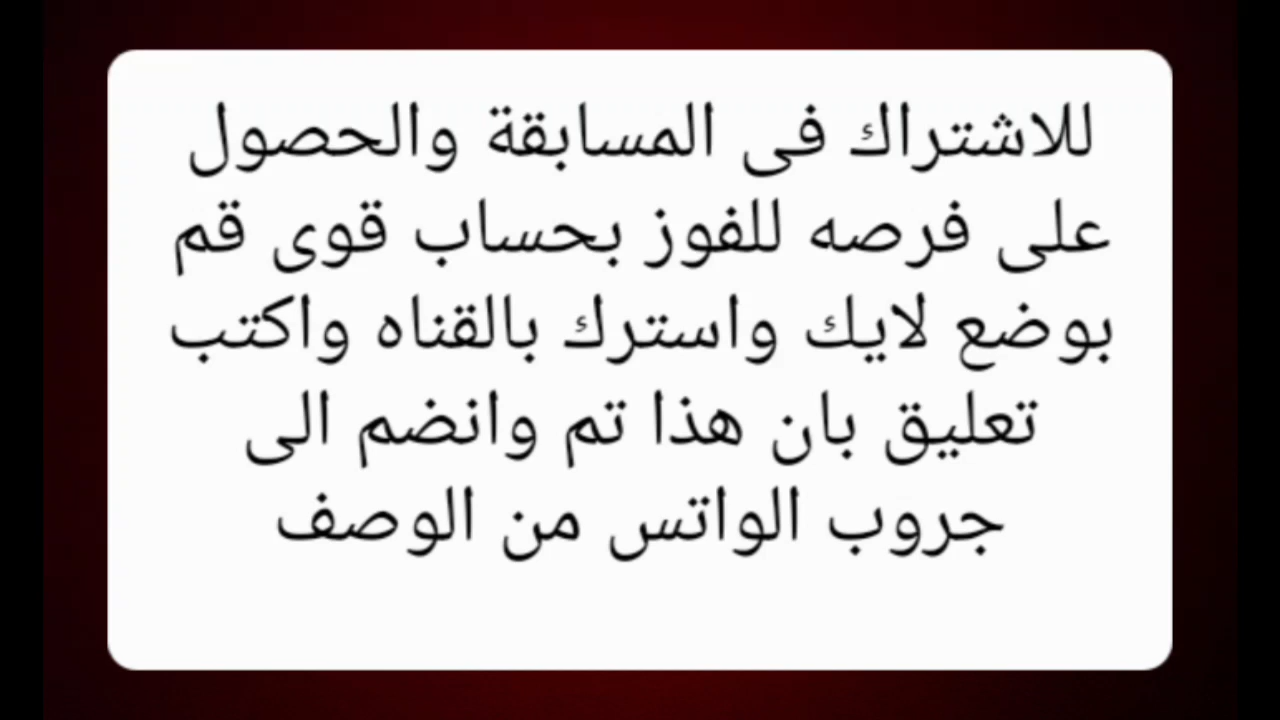 للاشتراك فى المسابقة والحصول
على فرصه للفوز بحساب قوى قم
بوضع لايك واسترك بالقناه واكتب
تعليق بان هذا تم وانضم الى
جروب الواتس من الوصف